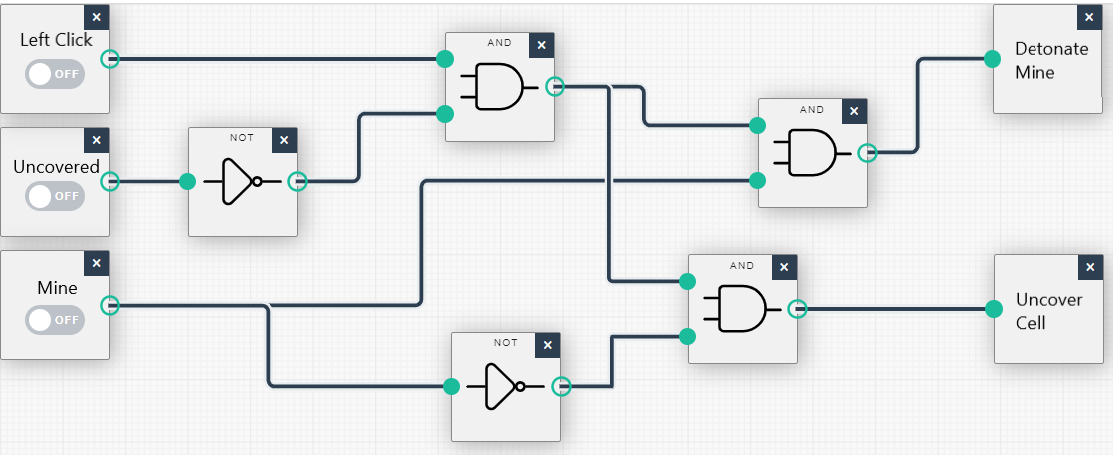 Left Click
OFF
AND
Detonate
Mine
AND
Uncovered
OFF
NOT
Mine
OFF
AND
Uncover
Cell
NOT